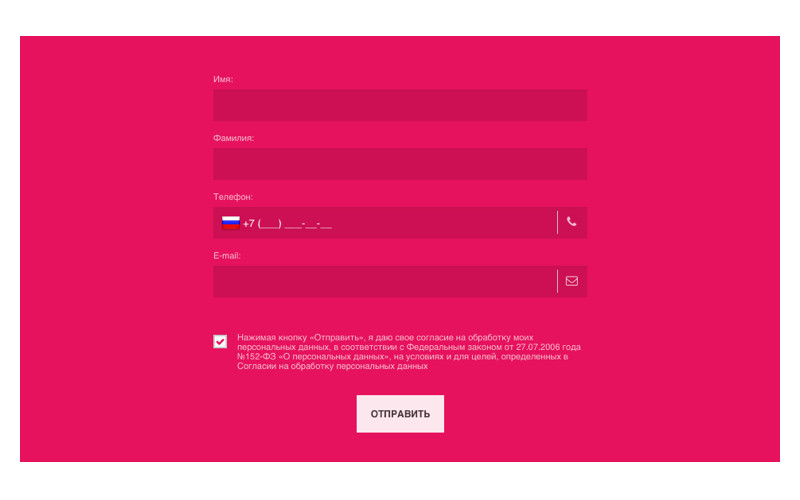 Имя:
Фамилия:
Телефон:
+7 (___) ___-__-__
E-mail:
Нажимая кнопку «Отправить», я даю свое согласие на обработку моих
персональных данных, в соответствии с Федеральным законом от 27.07.2006 года
№152-ФЗ «О персональных данных», на условиях и для целей, определенных в
Согласии на обработку персональных данных
ОТПРАВИТЬ